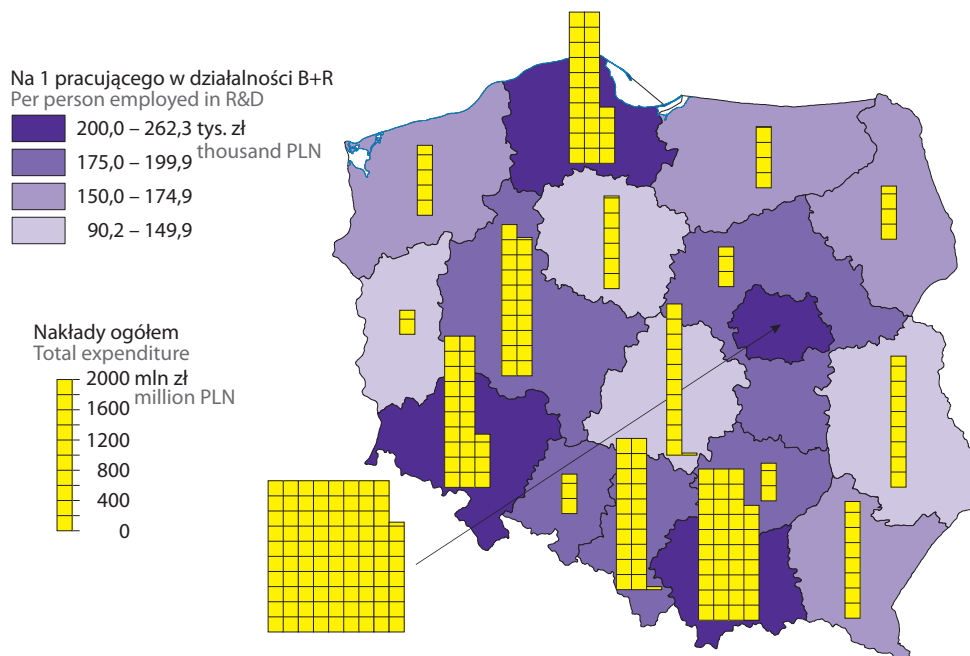 Na 1 pracującego w działalności B+R
Per person employed in R&D
200,0 – 262,3 tys. zł
thousand PLN
175,0 – 199,9
150,0 – 174,9
90,2 – 149,9
Nakłady ogółem
Total expenditure
2000 mln zł
million PLN
1600
1200
800
400
0